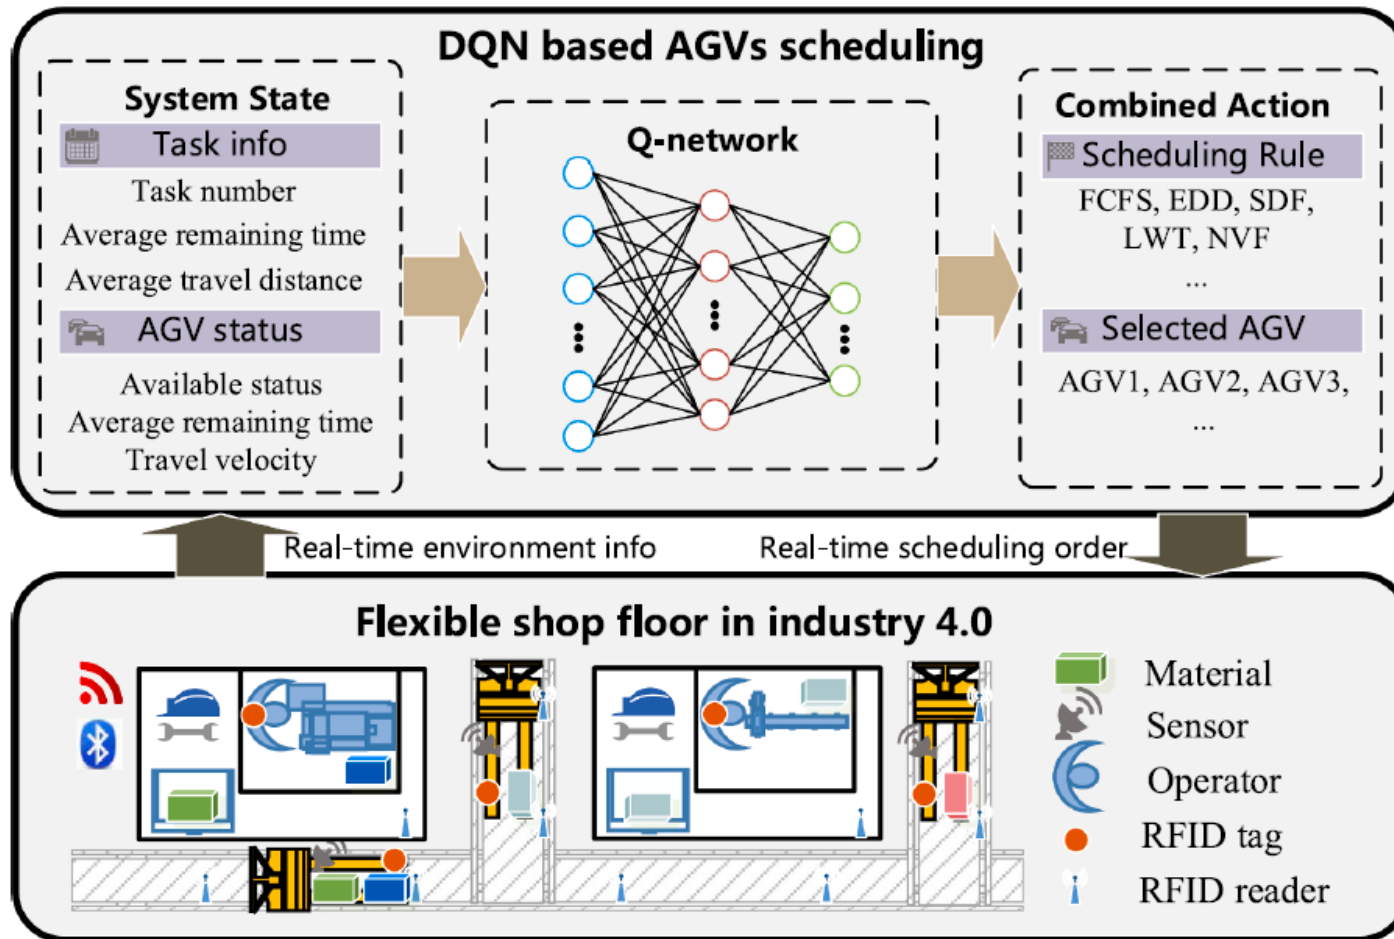 DQN based AGVs scheduling
System State
Task info
Task number
Average remaining time
Average travel distance
AGV status
Available status
Average remaining time
Travel velocity
Q-network
Combined Action
Scheduling Rule
FCFS, EDD, SDF,
LWT, NVF
...
Selected AGV
AGV1, AGV2, AGV3,
...
Real-time environment info
Real-time scheduling order
Flexible shop floor in industry 4.0
Material
Sensor
Operator
RFID tag
RFID reader